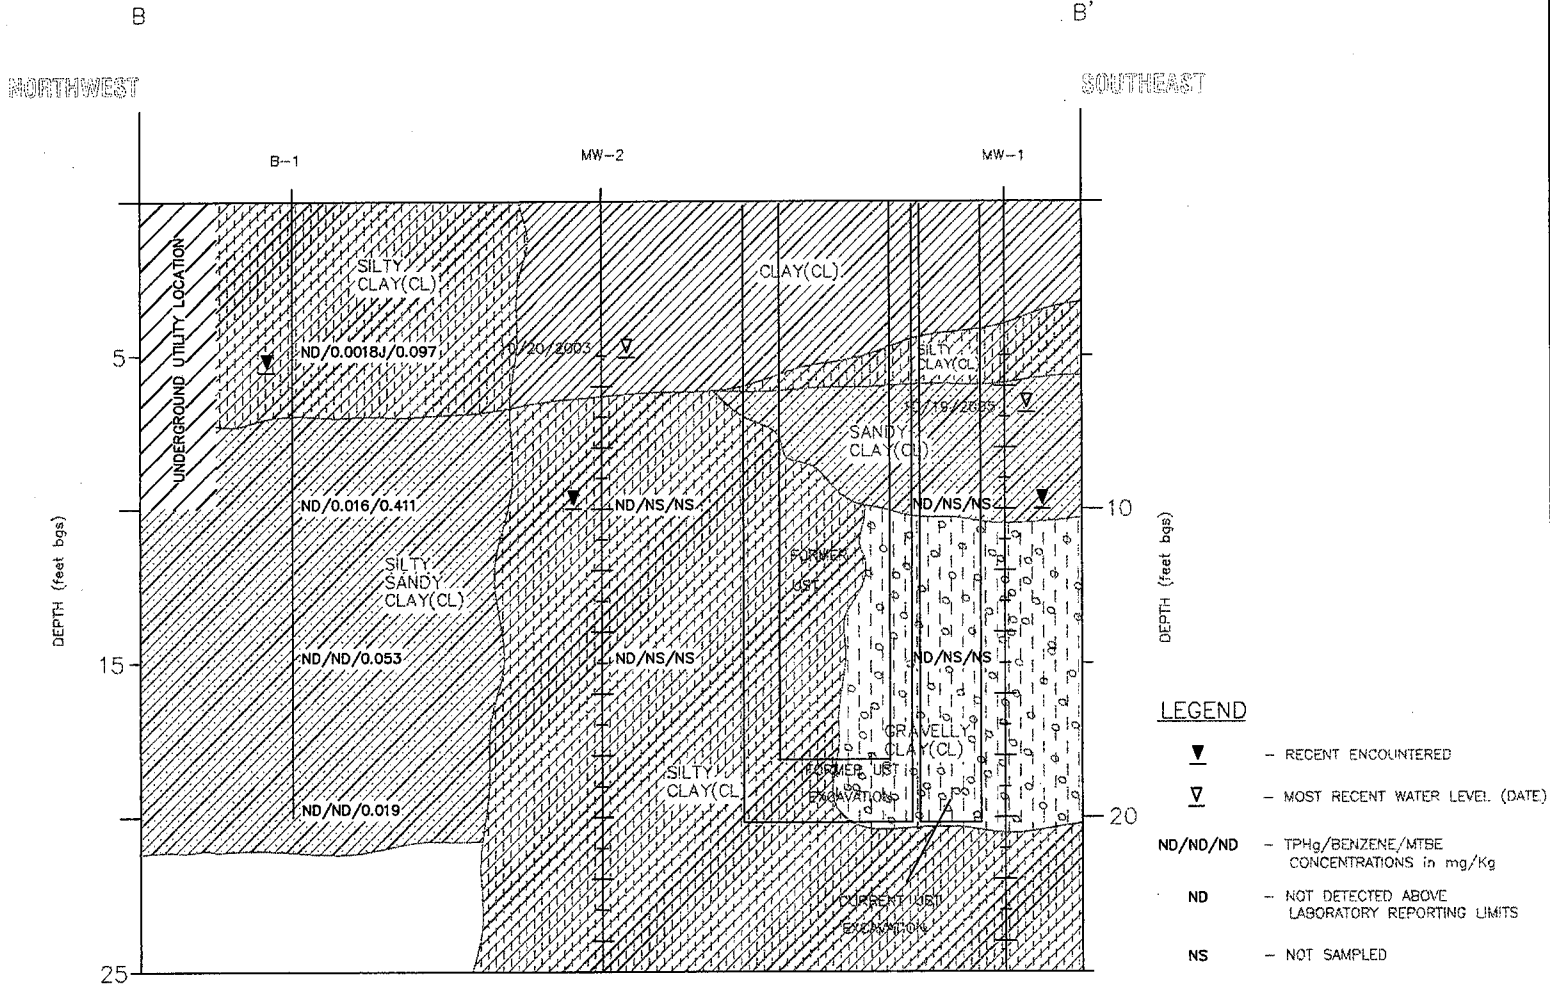 B
B'
NORTHWEST
SOUTHEAST
B-1
MW-2
MW-1
UNDERGROUND UTILITY LOCATION
SILTY
CLAY(CL)
CLAY(CL)
ND/0.0018J/0.097
/20/2003
5
SILTY
CLAY(CL)
10/19/2005
SANDY
CLAY(CL)
ND/0.016/0.411
ND/NS/NS
ND/NS/NS
10
DEPTH (feet bgs)
DEPTH (feet bgs)
FORMER
UST
SILTY
SANDY
CLAY(CL)
15
ND/ND/0.053
ND/NS/NS
ND/NS/NS
GRAVELLY
CLAY(CL)
SILTY
CLAY(CL
FORMER UST
EXCAVATION
ND/ND/0.019
20
CURRENT UST
EXCAVATION
25
LEGEND
- RECENT ENCOUNTERED
- MOST RECENT WATER LEVEL (DATE)
ND/ND/ND - TPHg/BENZENE/MTBE
CONCENTRATIONS in mg/Kg
ND - NOT DETECTED ABOVE
LABORATORY REPORTING LIMITS
NS - NOT SAMPLED